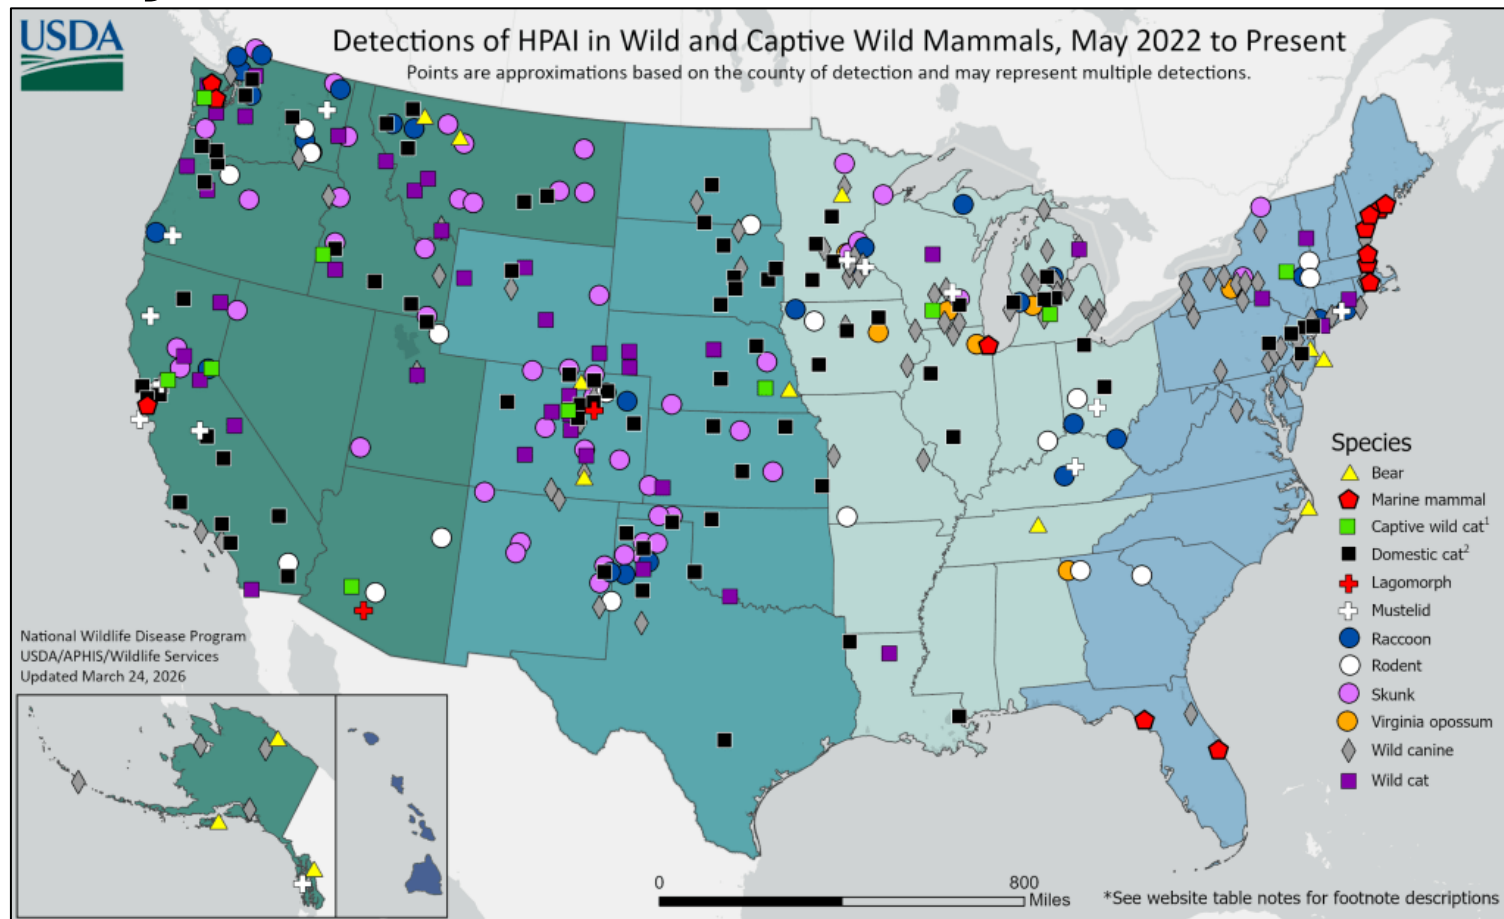 USDA
Detections of HPAI in Wild and Captive Wild Mammals, May 2022 to Present
Points are approximations based on the county of detection and may represent multiple detections.
Species
Bear
Marine mammal
Captive wild cat¹
Domestic cat²
Lagomorph
Mustelid
Raccoon
Rodent
Skunk
Virginia opossum
Wild canine
Wild cat
National Wildlife Disease Program
USDA/APHIS/Wildlife Services
Updated March 24, 2026
0 800
Miles
*See website table notes for footnote descriptions